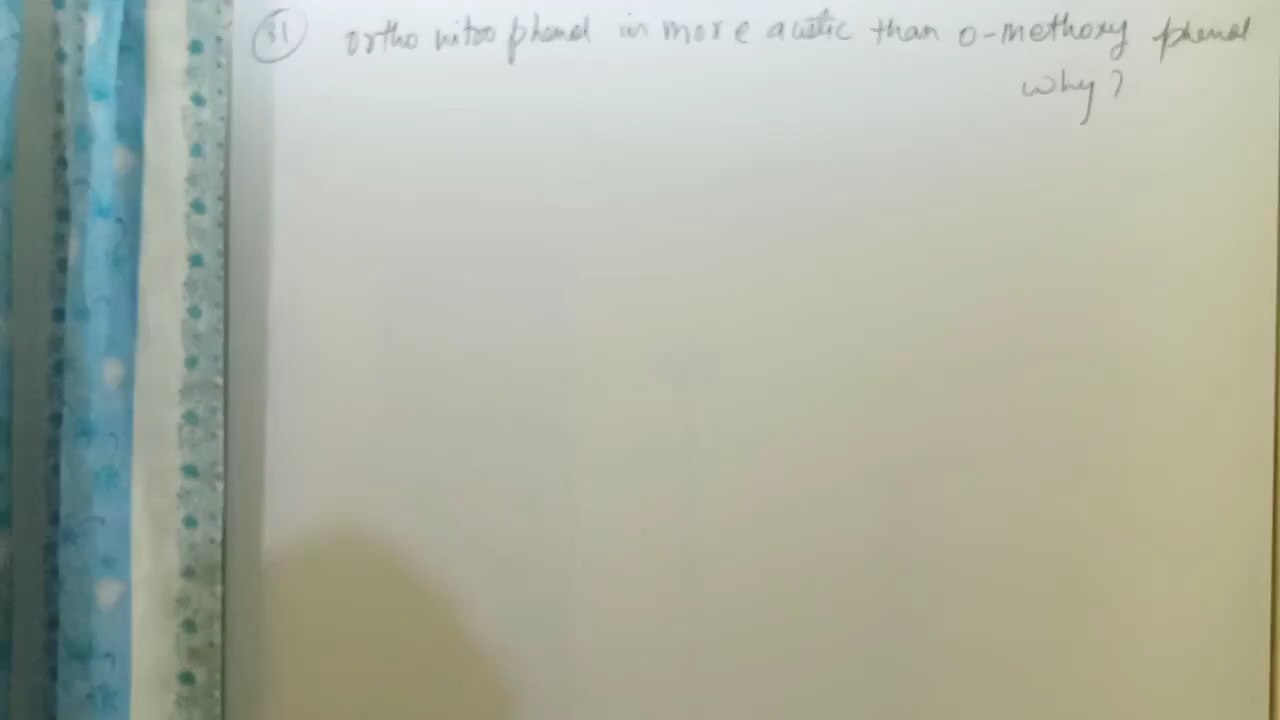 31 ortho nitro phenol is more acidic than o-methoxy phenol
why?